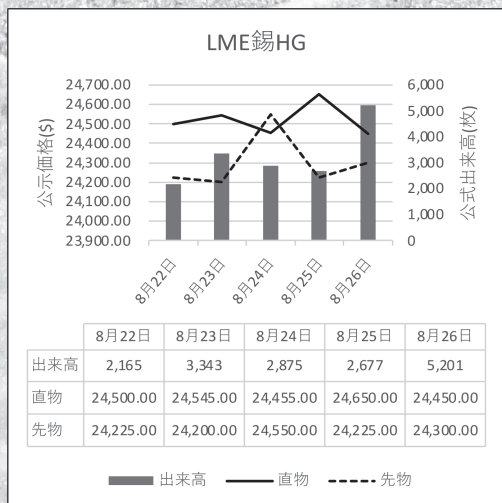 LME錫HG
公示価格($)
24,700.00
24,600.00
24,500.00
24,400.00
24,300.00
24,200.00
24,100.00
24,000.00
23,900.00
6,000
5,000
4,000
3,000
2,000
1,000
0
公式出来高(枚)
8月22日 8月23日 8月24日 8月25日 8月26日
8月22日 8月23日 8月24日 8月25日 8月26日
出来高 2,165 3,343 2,875 2,677 5,201
直物 24,500.00 24,545.00 24,455.00 24,650.00 24,450.00
先物 24,225.00 24,200.00 24,550.00 24,225.00 24,300.00
出来高 直物 先物